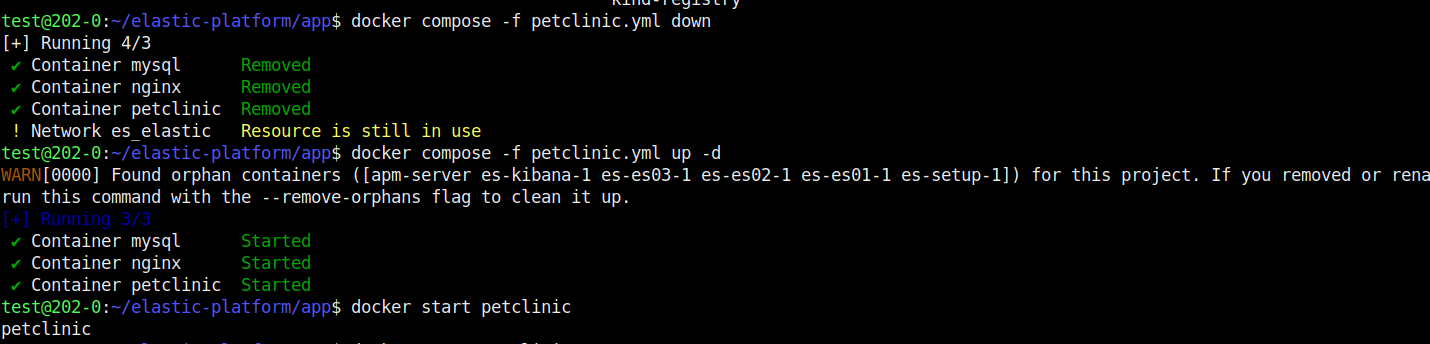 kind-registry
test@202-0:~/elastic-platform/app$ docker compose -f petclinic.yml down
[+] Running 4/3
✔ Container mysql Removed
✔ Container nginx Removed
✔ Container petclinic Removed
! Network es_elastic Resource is still in use
test@202-0:~/elastic-platform/app$ docker compose -f petclinic.yml up -d
WARN[0000] Found orphan containers ([apm-server es-kibana-1 es-es03-1 es-es02-1 es-es01-1 es-setup-1]) for this project. If you removed or rena
run this command with the --remove-orphans flag to clean it up.
[+] Running 3/3
✔ Container mysql Started
✔ Container nginx Started
✔ Container petclinic Started
test@202-0:~/elastic-platform/app$ docker start petclinic
petclinic